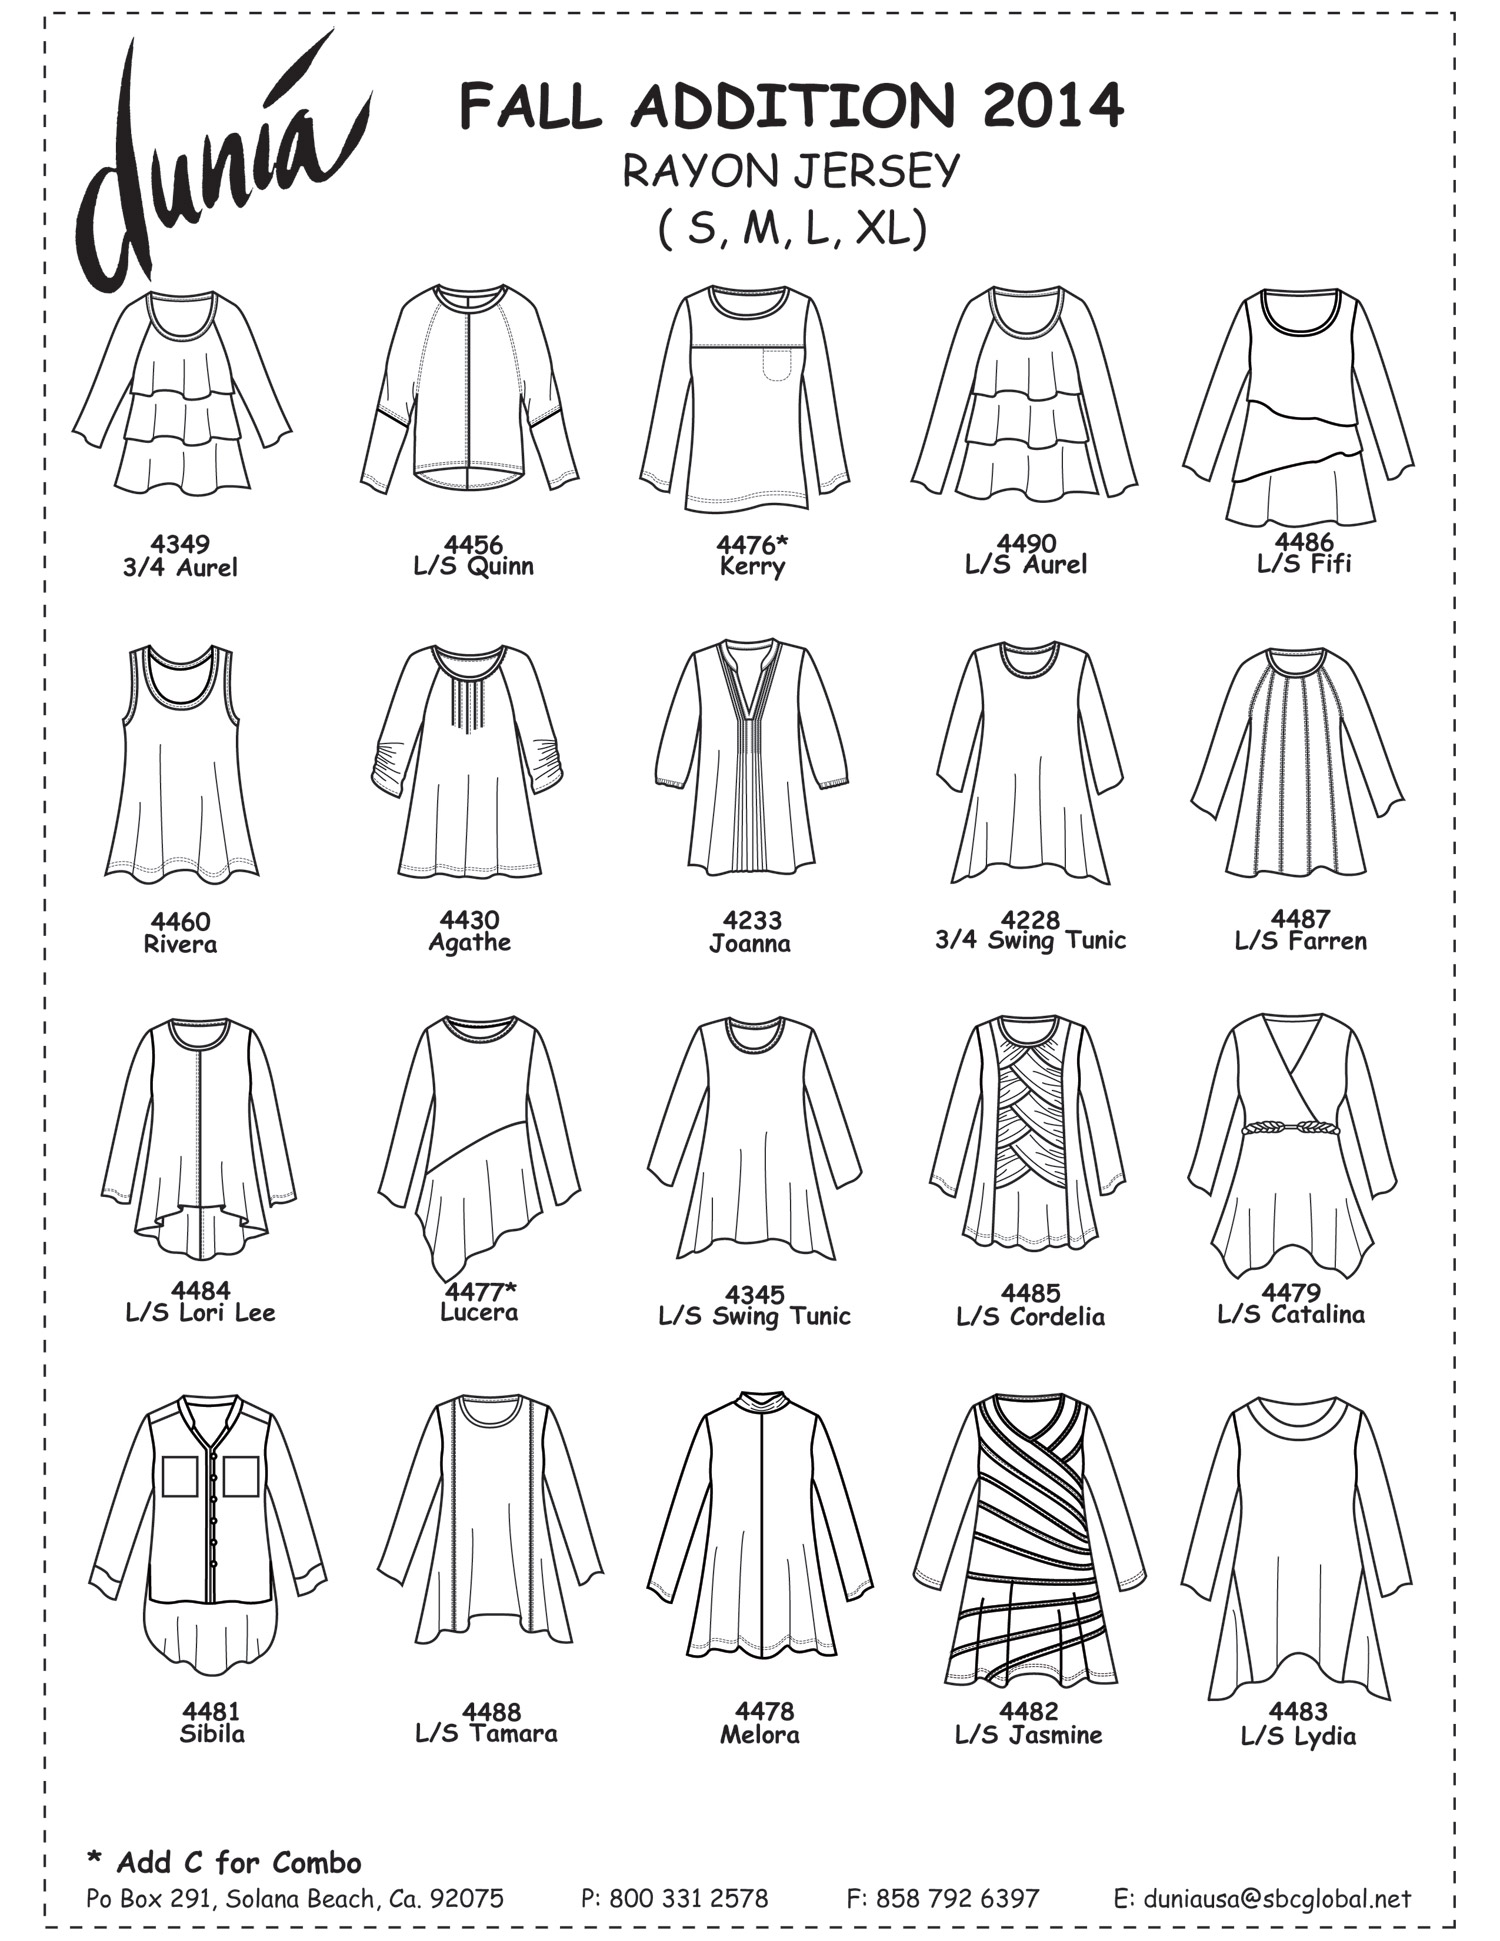 dunia
FALL ADDITION 2014
RAYON JERSEY
( S, M, L, XL)
4349
3/4 Aurel
4456
L/S Quinn
4476*
Kerry
4490
L/S Aurel
4486
L/S Fifi
4460
Rivera
4430
Agathe
4233
Joanna
4228
3/4 Swing Tunic
4487
L/S Farren
4484
L/S Lori Lee
4477*
Lucera
4345
L/S Swing Tunic
4485
L/S Cordelia
4479
L/S Catalina
4481
Sibila
4488
L/S Tamara
4478
Melora
4482
L/S Jasmine
4483
L/S Lydia
* Add C for Combo
Po Box 291, Solana Beach, Ca. 92075 P: 800 331 2578 F: 858 792 6397 E: duniausa@sbcglobal.net